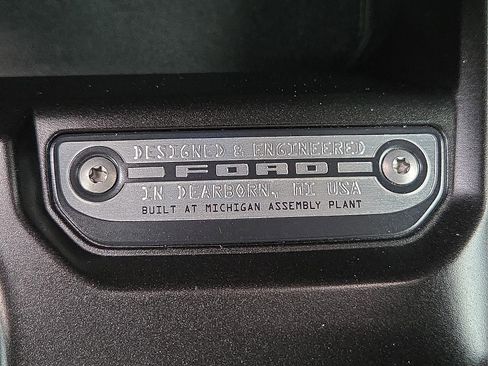 DESIGNED & ENGINEERED
FORD
IN DEARBORN, MI USA
BUILT AT MICHIGAN ASSEMBLY PLANT